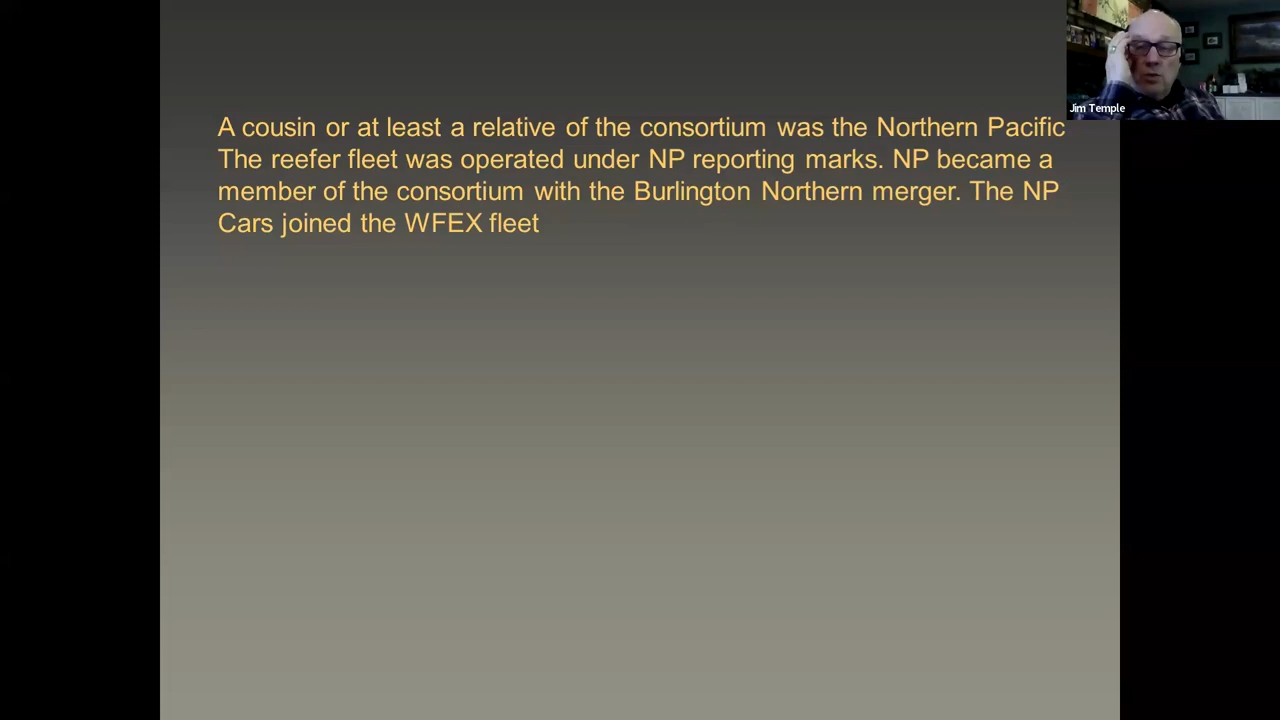 A cousin or at least a relative of the consortium was the Northern Pacific
The reefer fleet was operated under NP reporting marks. NP became a
member of the consortium with the Burlington Northern merger. The NP
Cars joined the WFEX fleet
Jim Temple